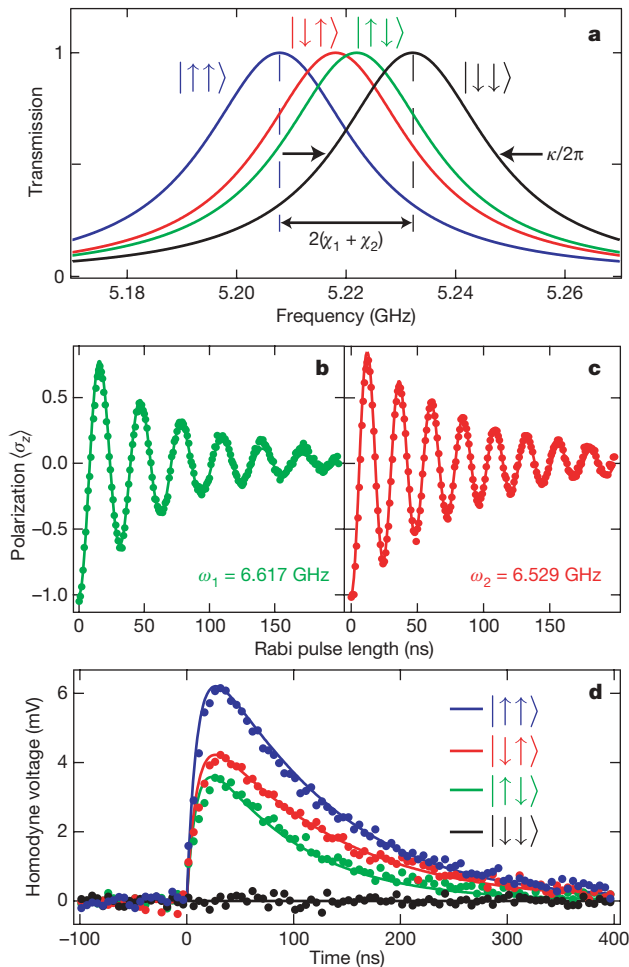 |↓↑⟩ |↑↓⟩ a
|↑↑⟩ |↓↓⟩
1
Transmission
κ/2π
2(χ₁ + χ₂)
0
5.18 5.20 5.22 5.24 5.26
Frequency (GHz)
b c
0.5
0.0
-0.5
-1.0
Polarization ⟨σz⟩
ω₁ = 6.617 GHz ω₂ = 6.529 GHz
0 50 100 150 0 50 100 150
Rabi pulse length (ns)
d
6
4
2
0
Homodyne voltage (mV)
|↑↑⟩
|↓↑⟩
|↑↓⟩
|↓↓⟩
-100 0 100 200 300 400
Time (ns)